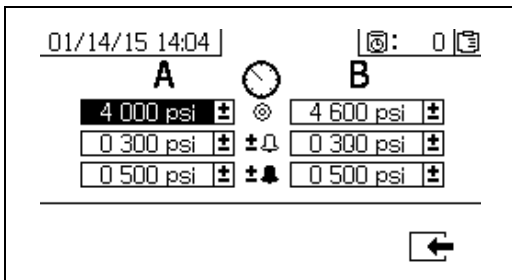 01/14/15 14:04 : 0
A B
4 000 psi ± 4 600 psi ±
0 300 psi ± ± 0 300 psi ±
0 500 psi ± ± 0 500 psi ±